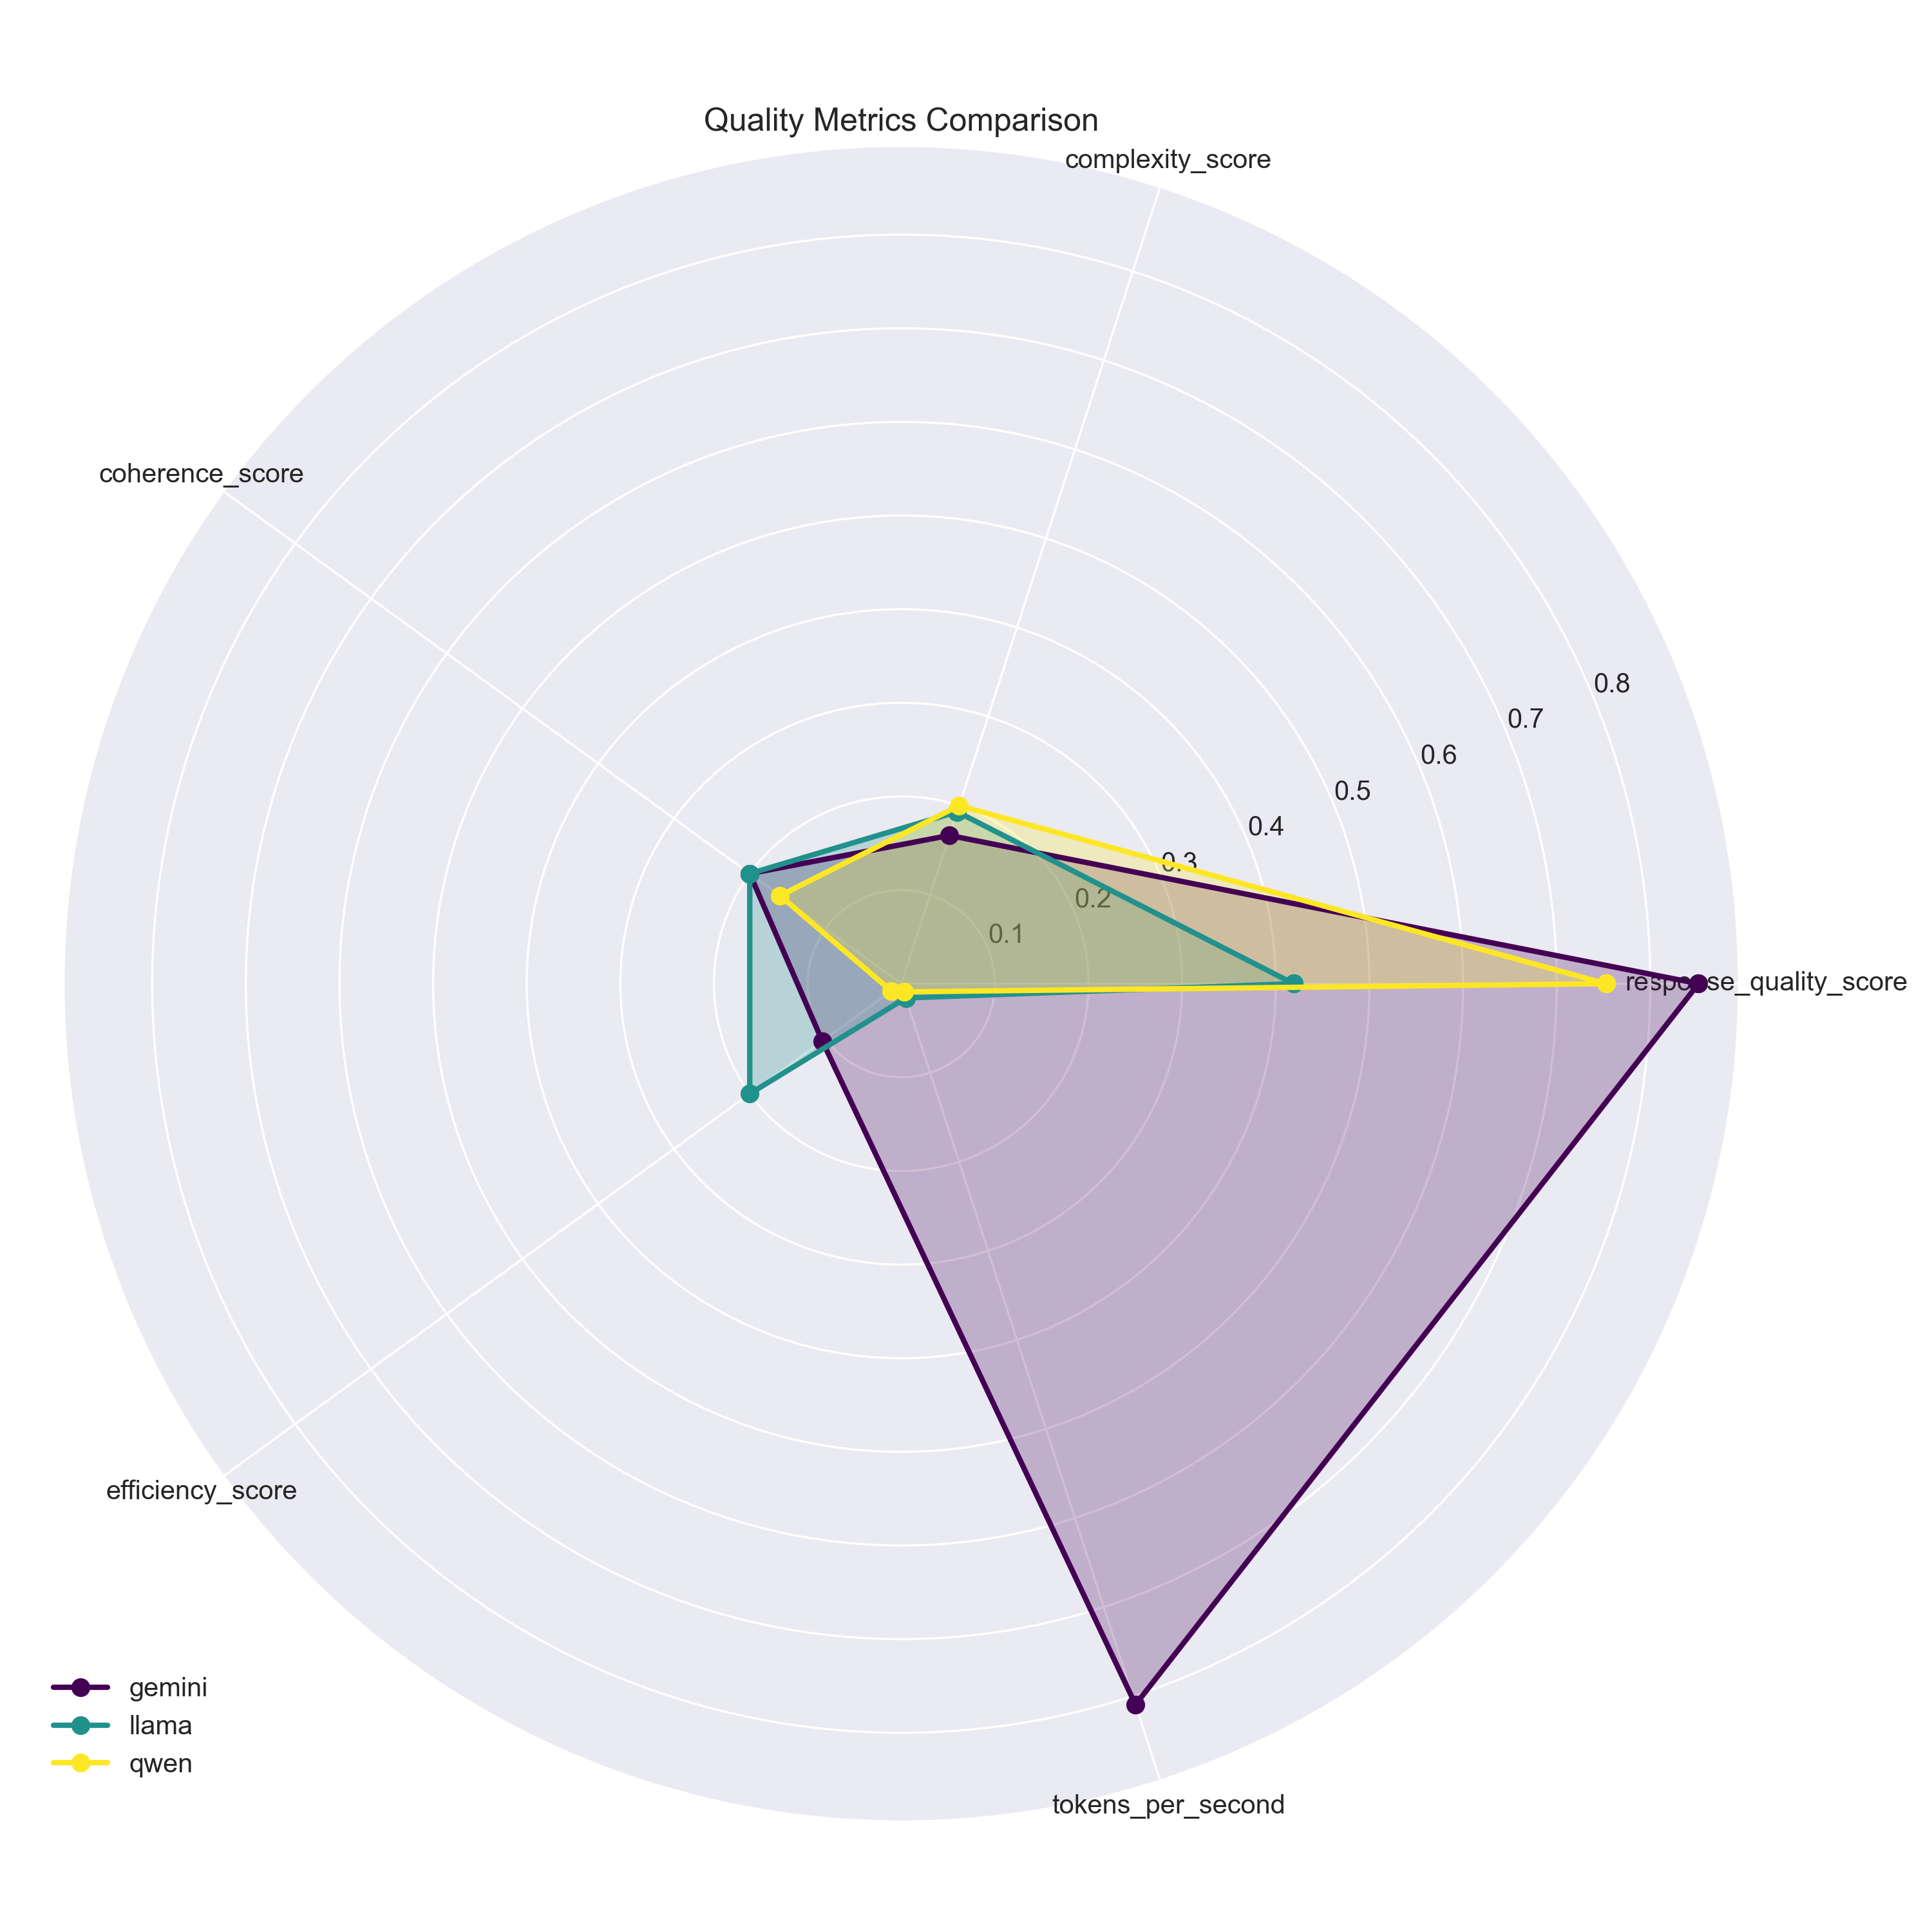 Quality Metrics Comparison
complexity_score
coherence_score
0.8
0.7
0.6
0.5
0.4
0.3
0.2
0.1
response_quality_score
efficiency_score
gemini
llama
qwen
tokens_per_second